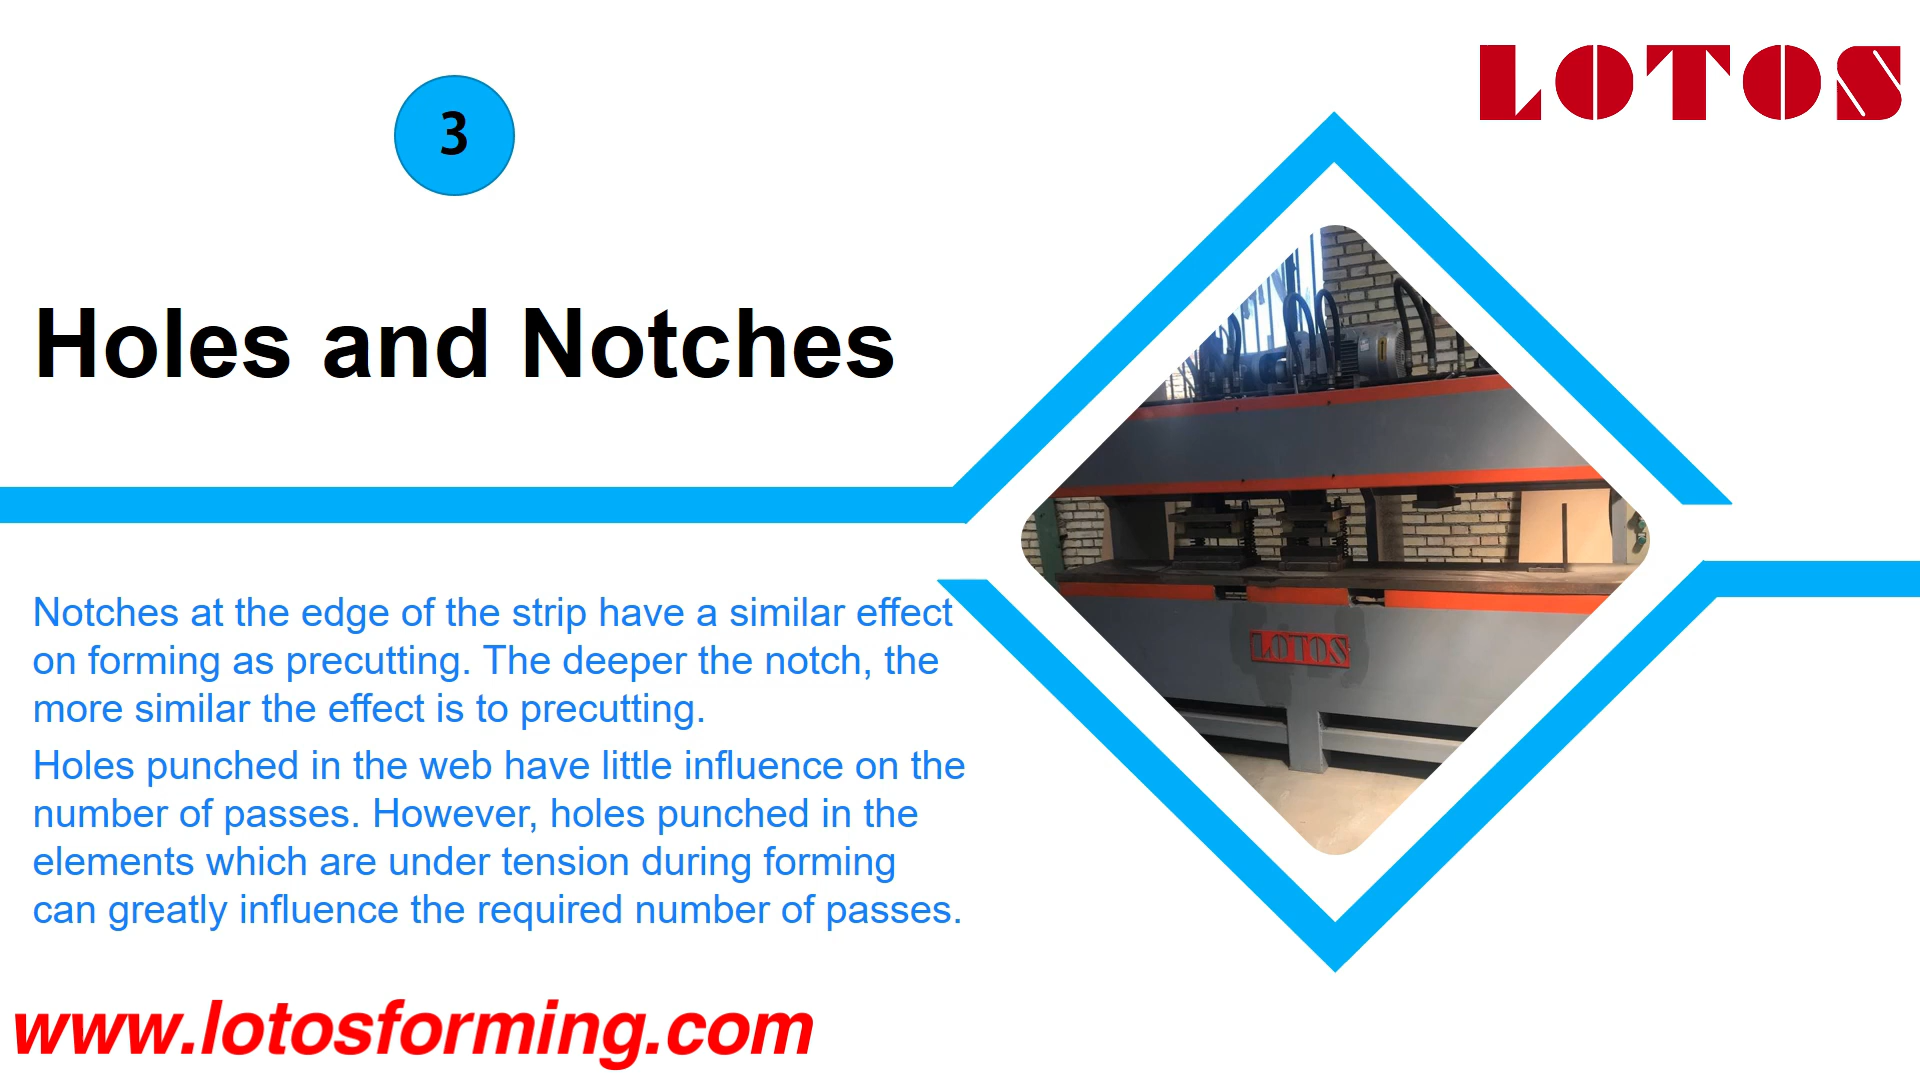 LOTOS
3
Holes and Notches
Notches at the edge of the strip have a similar effect
on forming as precutting. The deeper the notch, the
more similar the effect is to precutting.
Holes punched in the web have little influence on the
number of passes. However, holes punched in the
elements which are under tension during forming
can greatly influence the required number of passes.
LOTOS
www.lotosforming.com